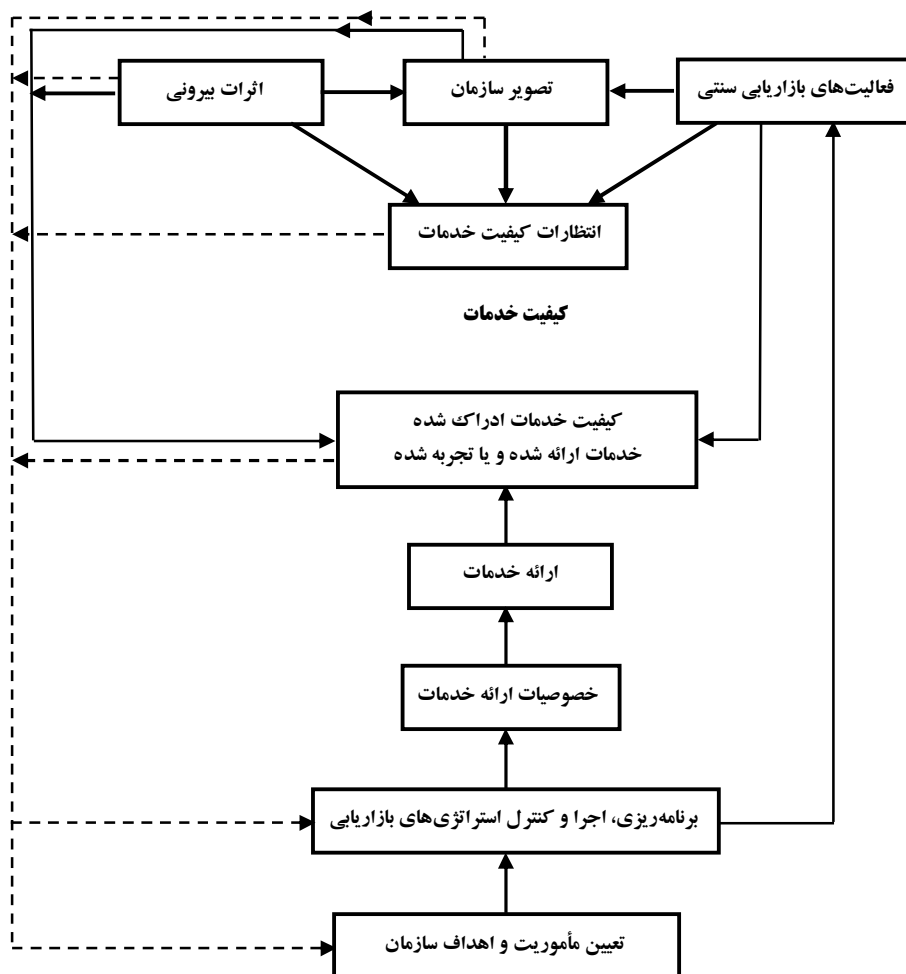 فعالیت‌های بازاریابی سنتی
تصویر سازمان
اثرات بیرونی
انتظارات کیفیت خدمات
کیفیت خدمات
کیفیت خدمات ادراک شده
خدمات ارائه شده و یا تجربه شده
ارائه خدمات
خصوصیات ارائه خدمات
برنامه‌ریزی، اجرا و کنترل استراتژی‌های بازاریابی
تعیین مأموریت و اهداف سازمان